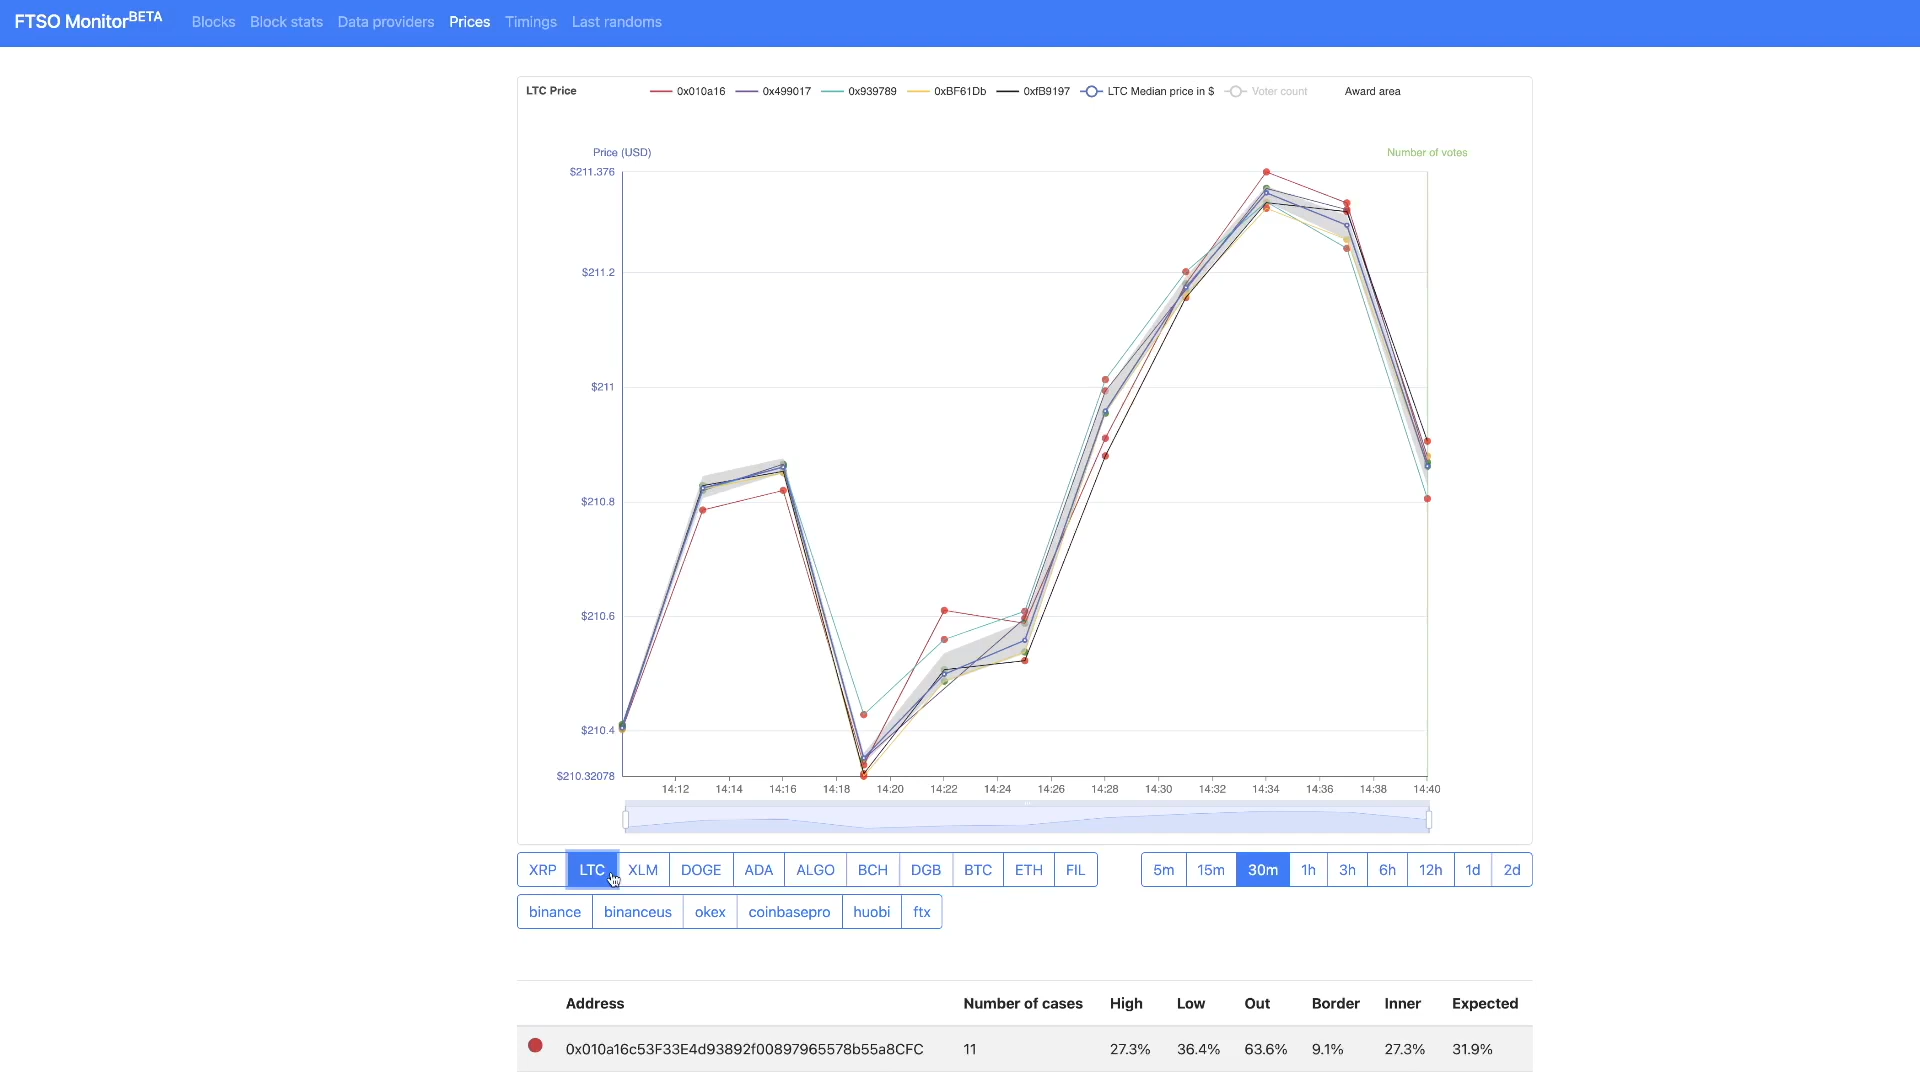 FTSO MonitorBETA Blocks Block stats Data providers Prices Timings Last randoms
LTC Price 0x010a16 0x499017 0x939789 0xBF61Db 0xfB9197 LTC Median price in $ Voter count Award area
Price (USD) Number of votes
$211.376
$211.2
$211
$210.8
$210.6
$210.4
$210.32078
14:12 14:14 14:16 14:18 14:20 14:22 14:24 14:26 14:28 14:30 14:32 14:34 14:36 14:38 14:40
XRP LTC XLM DOGE ADA ALGO BCH DGB BTC ETH FIL 5m 15m 30m 1h 3h 6h 12h 1d 2d
binance binanceus okex coinbasepro huobi ftx
Address Number of cases High Low Out Border Inner Expected
0x010a16c53F33E4d93892f00897965578b55a8CFC 11 27.3% 36.4% 63.6% 9.1% 27.3% 31.9%